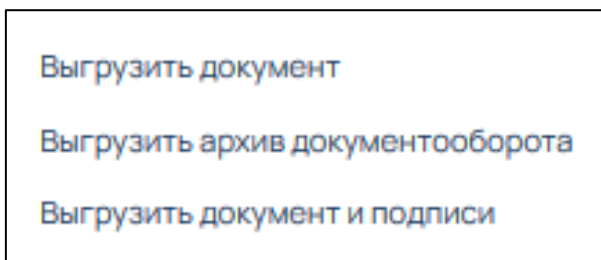 Выгрузить документ
Выгрузить архив документооборота
Выгрузить документ и подписи